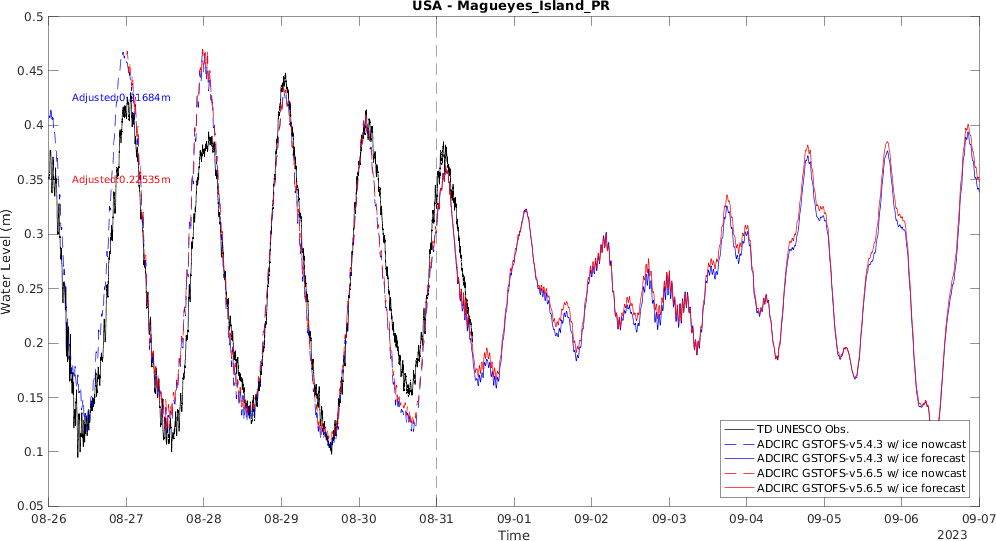 USA - Magueyes_Island_PR
0.5
0.45
0.4
0.35
0.3
0.25
0.2
0.15
0.1
0.05
Water Level (m)
Adjusted:0.21684m
Adjusted:0.22535m
TD UNESCO Obs.
ADCIRC GSTOFS-v5.4.3 w/ ice nowcast
ADCIRC GSTOFS-v5.4.3 w/ ice forecast
ADCIRC GSTOFS-v5.6.5 w/ ice nowcast
ADCIRC GSTOFS-v5.6.5 w/ ice forecast
08-26 08-27 08-28 08-29 08-30 08-31 09-01 09-02 09-03 09-04 09-05 09-06 09-07
Time
2023